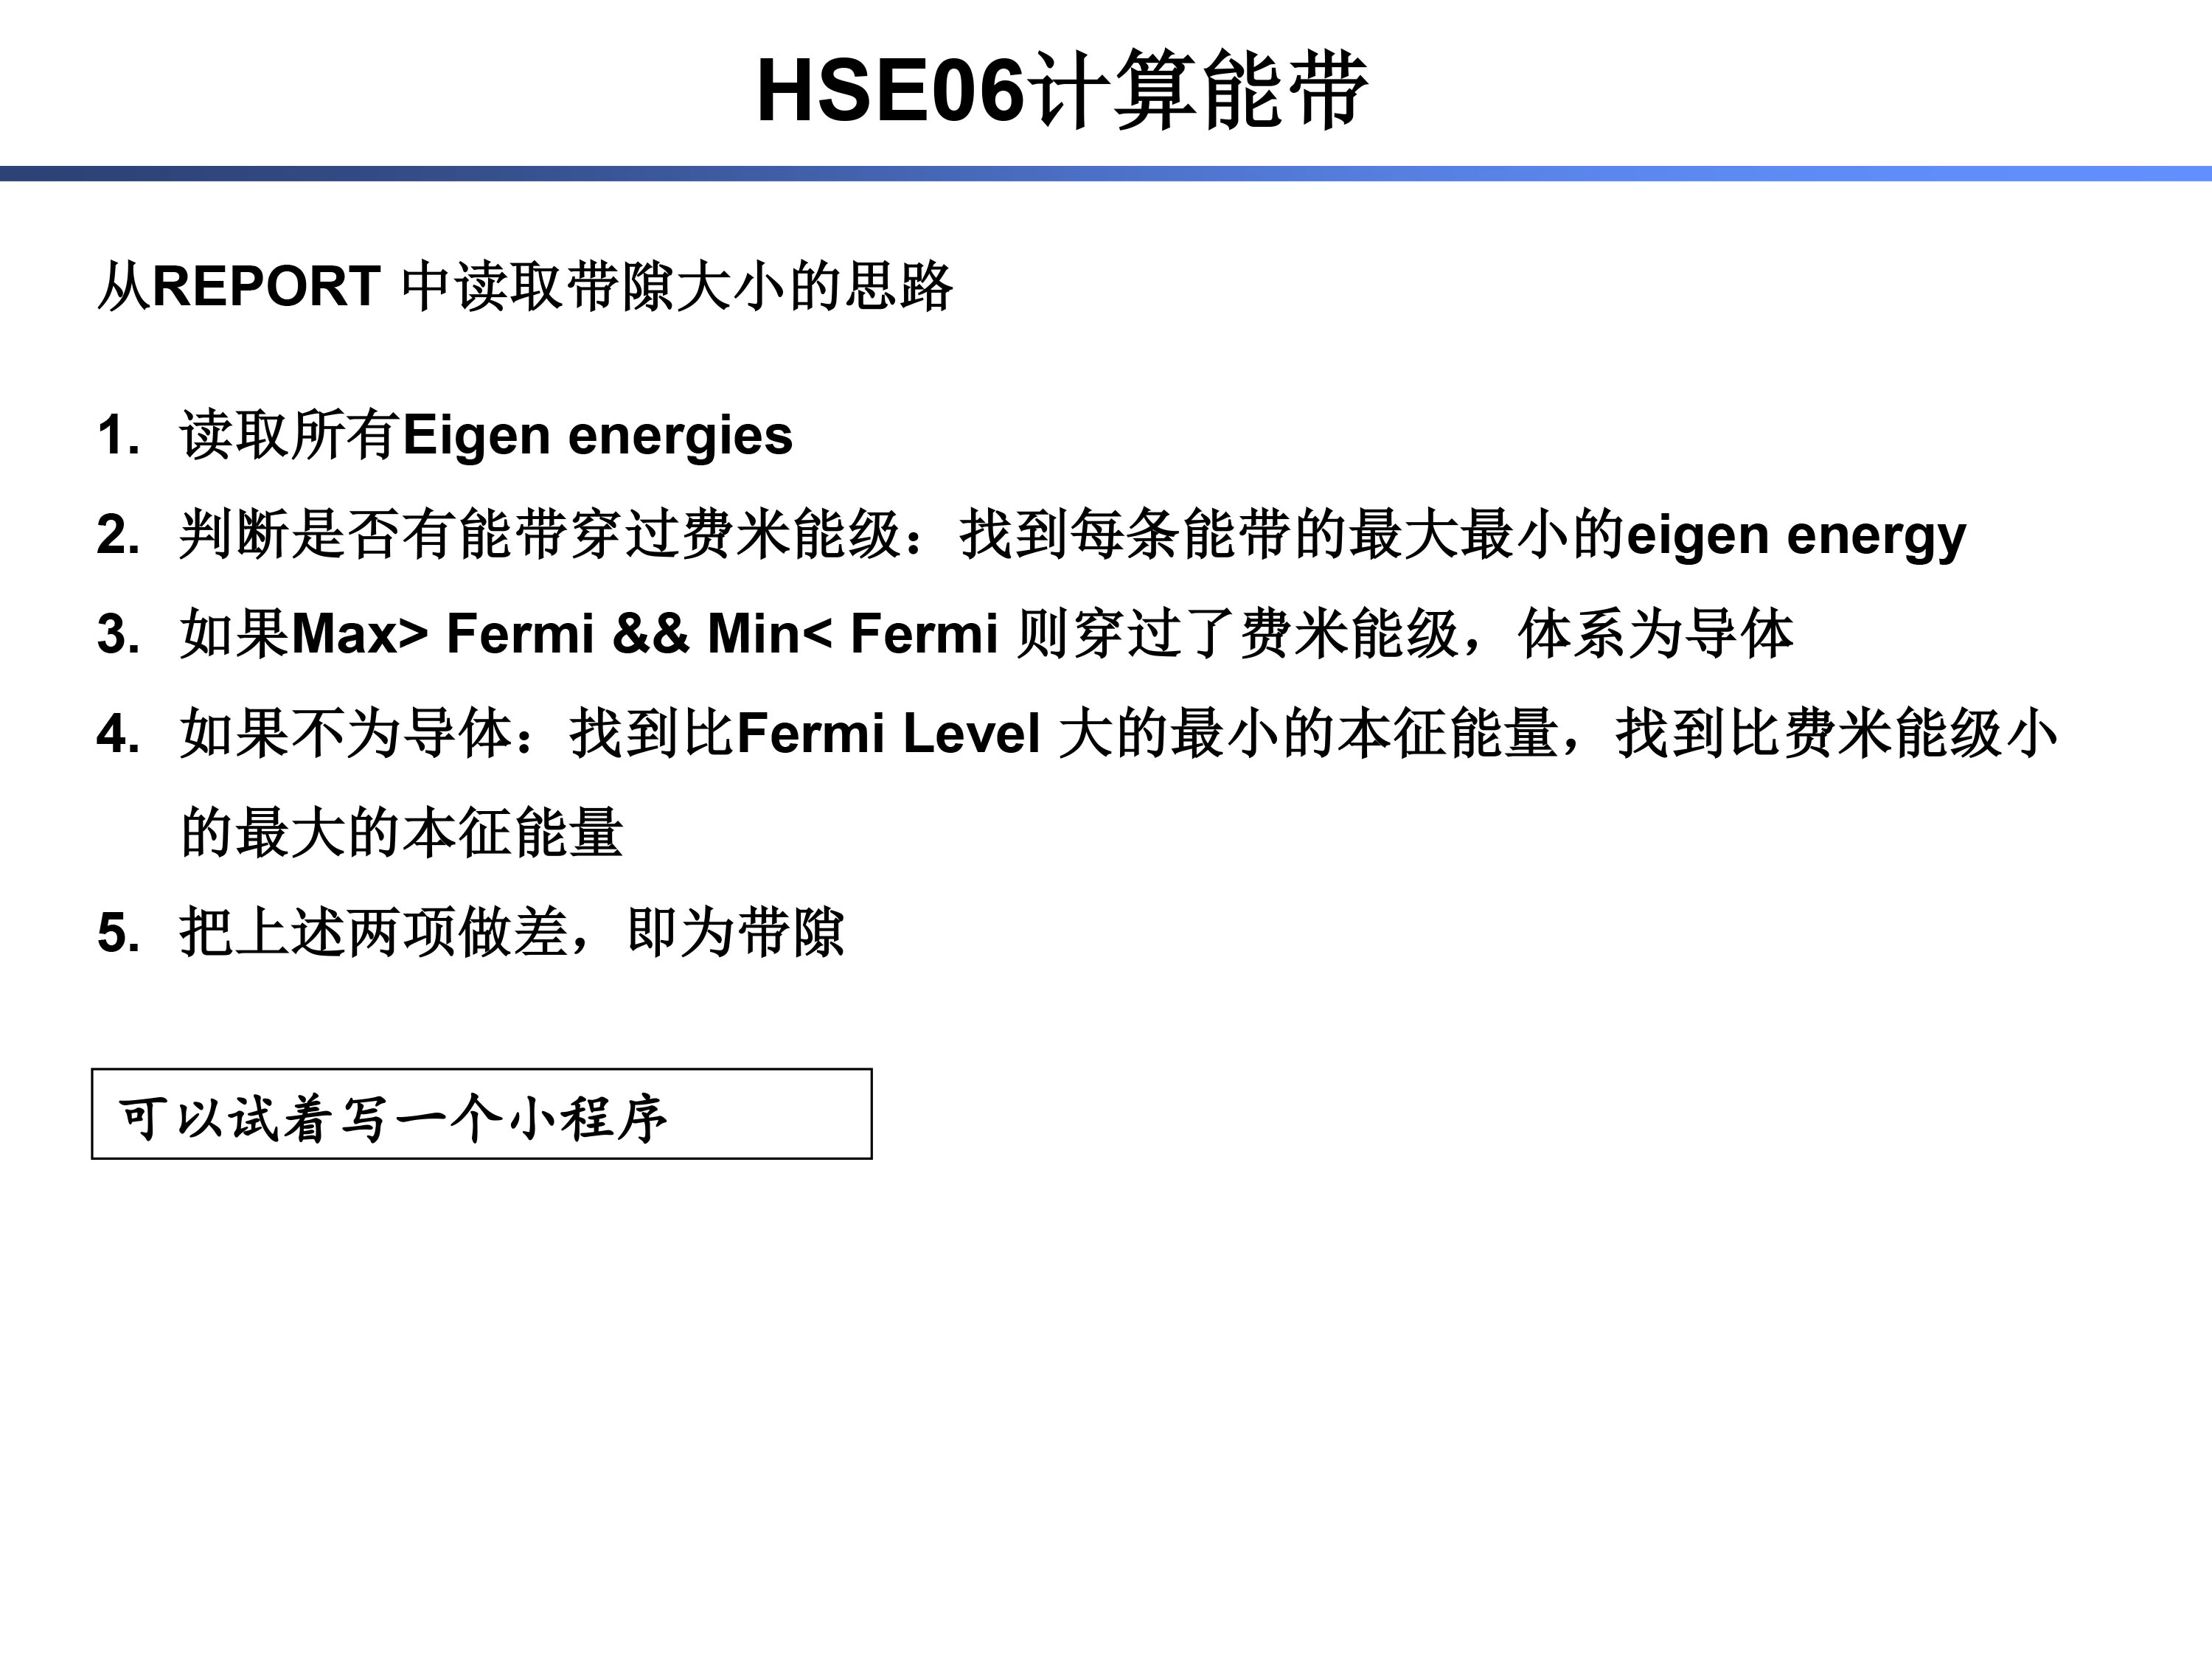 HSE06计算能带
从REPORT 中读取带隙大小的思路
1. 读取所有Eigen energies
2. 判断是否有能带穿过费米能级：找到每条能带的最大最小的eigen energy
3. 如果Max> Fermi && Min< Fermi 则穿过了费米能级，体系为导体
4. 如果不为导体：找到比Fermi Level 大的最小的本征能量，找到比费米能级小
的最大的本征能量
5. 把上述两项做差，即为带隙
可以试着写一个小程序